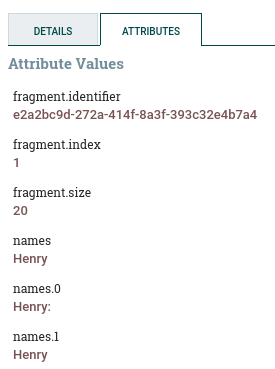 DETAILS
ATTRIBUTES
Attribute Values
fragment.identifier
e2a2bc9d-272a-414f-8a3f-393c32e4b7a4
fragment.index
1
fragment.size
20
names
Henry
names.0
Henry:
names.1
Henry